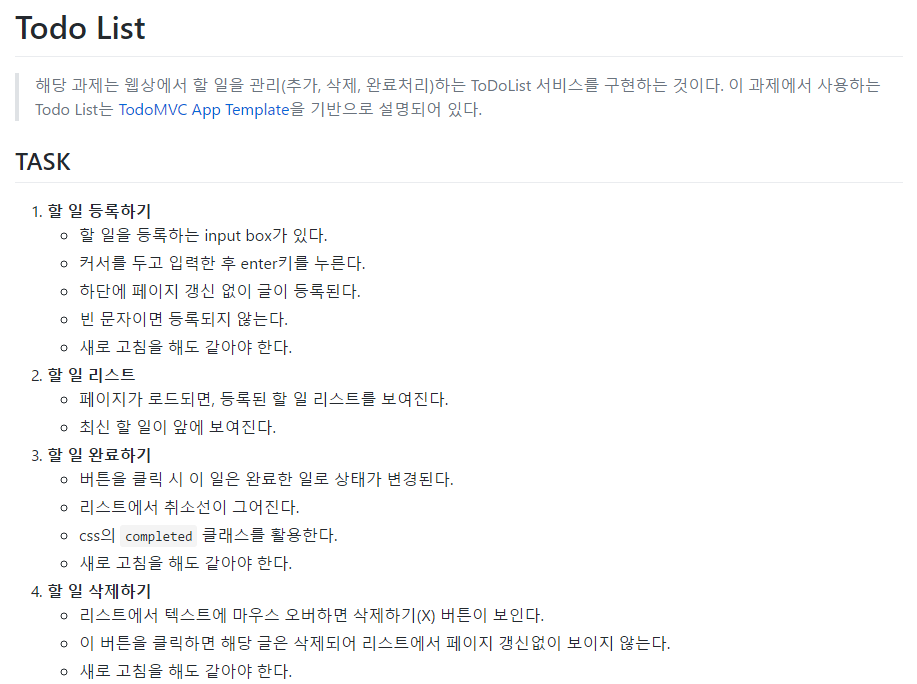 Todo List
해당 과제는 웹상에서 할 일을 관리(추가, 삭제, 완료처리)하는 ToDoList 서비스를 구현하는 것이다. 이 과제에서 사용하는
Todo List는 TodoMVC App Template을 기반으로 설명되어 있다.
TASK
1. 할 일 등록하기
할 일을 등록하는 input box가 있다.
커서를 두고 입력한 후 enter키를 누른다.
하단에 페이지 갱신 없이 글이 등록된다.
빈 문자이면 등록되지 않는다.
새로 고침을 해도 같아야 한다.
2. 할 일 리스트
페이지가 로드되면, 등록된 할 일 리스트를 보여진다.
최신 할 일이 앞에 보여진다.
3. 할 일 완료하기
버튼을 클릭 시 이 일은 완료한 일로 상태가 변경된다.
리스트에서 취소선이 그어진다.
css의 completed 클래스를 활용한다.
새로 고침을 해도 같아야 한다.
4. 할 일 삭제하기
리스트에서 텍스트에 마우스 오버하면 삭제하기(X) 버튼이 보인다.
이 버튼을 클릭하면 해당 글은 삭제되어 리스트에서 페이지 갱신없이 보이지 않는다.
새로 고침을 해도 같아야 한다.